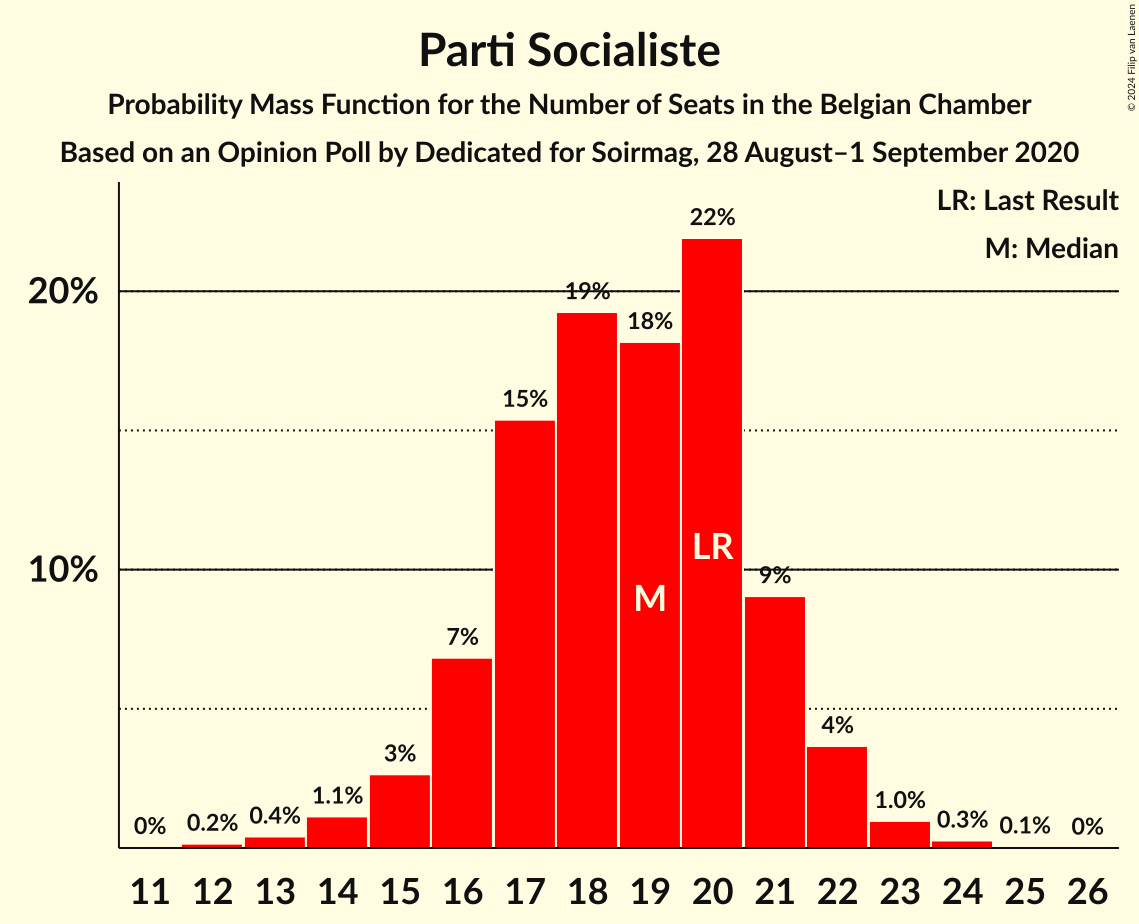 Parti Socialiste
Probability Mass Function for the Number of Seats in the Belgian Chamber
Based on an Opinion Poll by Dedicated for Soirmag, 28 August–1 September 2020
© 2024 Filip van Laenen
LR: Last Result
M: Median
20%
10%
0%
0.2%
0.4%
1.1%
3%
7%
15%
19%
18%
22%
9%
4%
1.0%
0.3%
0.1%
0%
M
LR
11 12 13 14 15 16 17 18 19 20 21 22 23 24 25 26